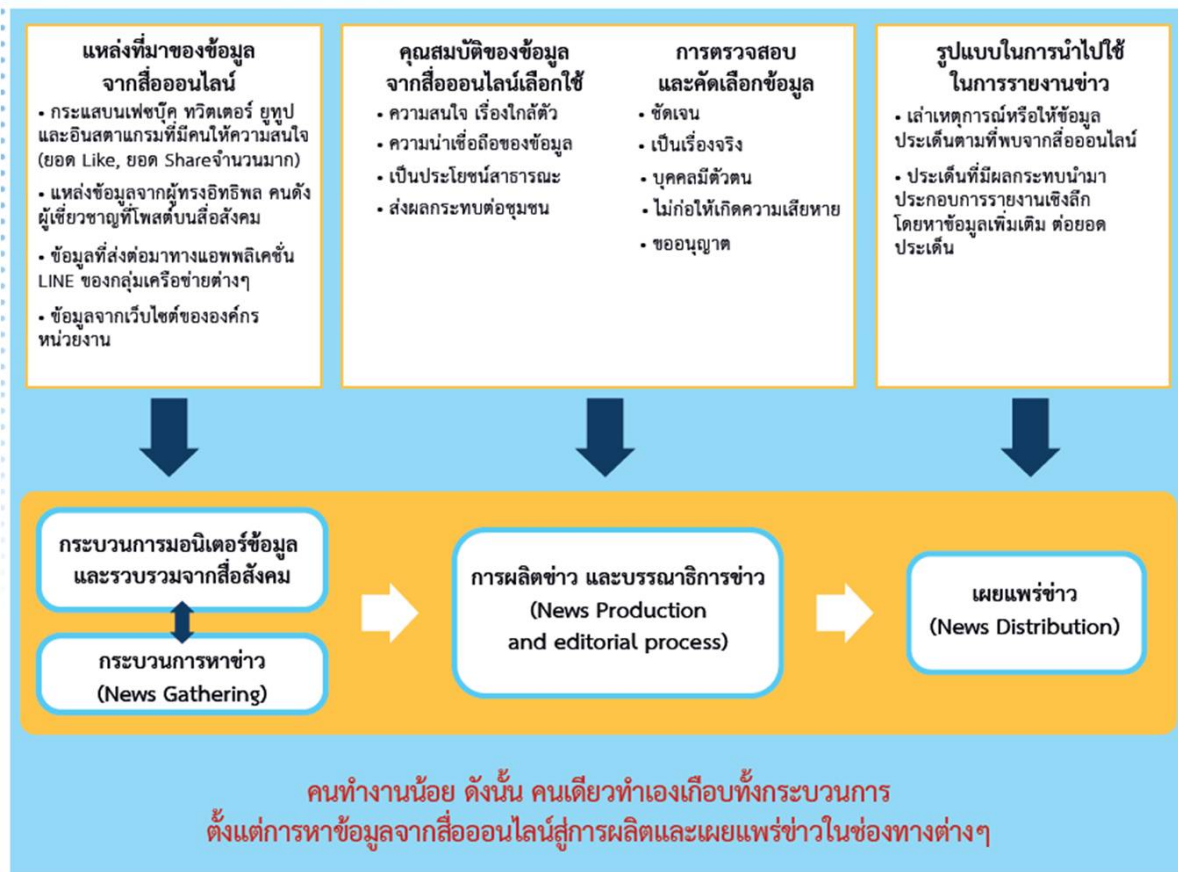 แหล่งที่มาของข้อมูล
จากสื่อออนไลน์
• กระแสบนเฟซบุ๊ค ทวิตเตอร์ ยูทูป
และอินสตาแกรมที่มีคนให้ความสนใจ
(ยอด Like, ยอด Shareจำนวนมาก)
• แหล่งข้อมูลจากผู้ทรงอิทธิพล คนดัง
ผู้เชี่ยวชาญที่โพสต์บนสื่อสังคม
• ข้อมูลที่ส่งต่อมาทางแอพพลิเคชั่น
LINE ของกลุ่มเครือข่ายต่างๆ
• ข้อมูลจากเว็บไซต์ขององค์กร
หน่วยงาน
คุณสมบัติของข้อมูล
จากสื่อออนไลน์เลือกใช้
• ความสนใจ เรื่องใกล้ตัว
• ความน่าเชื่อถือของข้อมูล
• เป็นประโยชน์สาธารณะ
• ส่งผลกระทบต่อชุมชน
การตรวจสอบ
และคัดเลือกข้อมูล
• ชัดเจน
• เป็นเรื่องจริง
• บุคคลมีตัวตน
• ไม่ก่อให้เกิดความเสียหาย
• ขออนุญาต
รูปแบบในการนำไปใช้
ในการรายงานข่าว
• เล่าเหตุการณ์หรือให้ข้อมูล
ประเด็นตามที่พบจากสื่อออนไลน์
• ประเด็นที่มีผลกระทบนำมา
ประกอบการรายงานเชิงลึก
โดยหาข้อมูลเพิ่มเติม ต่อยอด
ประเด็น
กระบวนการมอนิเตอร์ข้อมูล
และรวบรวมจากสื่อสังคม
กระบวนการหาข่าว
(News Gathering)
การผลิตข่าว และบรรณาธิการข่าว
(News Production
and editorial process)
เผยแพร่ข่าว
(News Distribution)
คนทำงานน้อย ดังนั้น คนเดียวทำเองเกือบทั้งกระบวนการ
ตั้งแต่การหาข้อมูลจากสื่อออนไลน์สู่การผลิตและเผยแพร่ข่าวในช่องทางต่างๆ